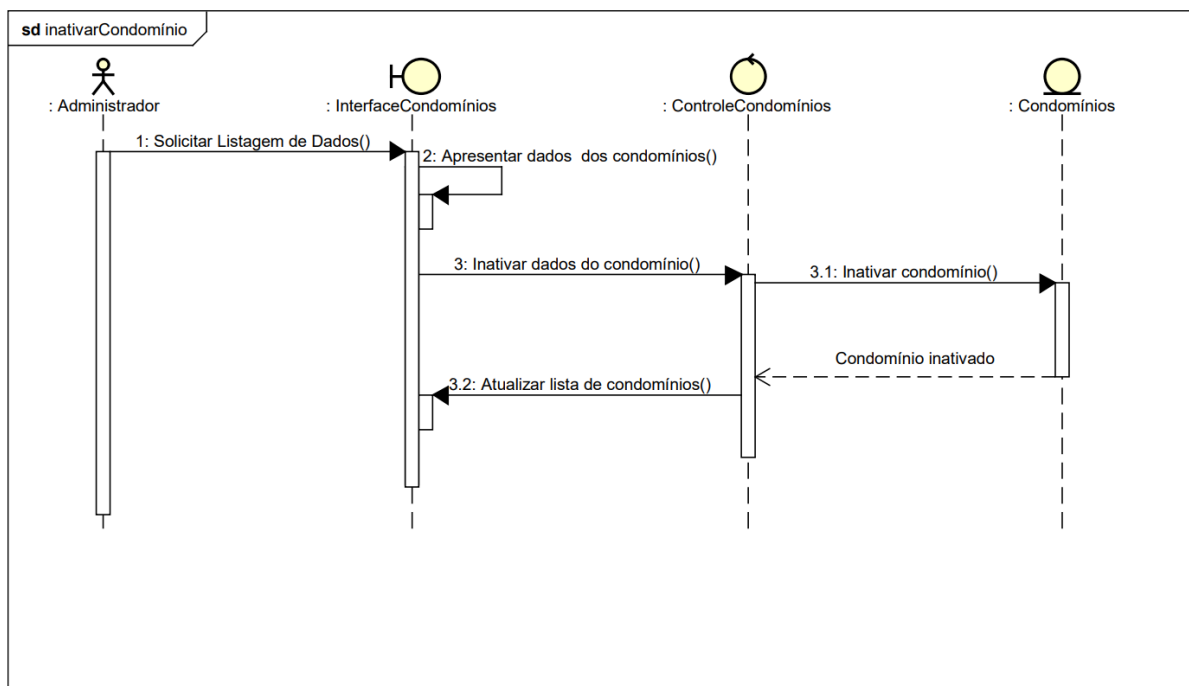 sd inativarCondomínio
: Administrador
: InterfaceCondomínios
: ControleCondomínios
: Condomínios
1: Solicitar Listagem de Dados()
2: Apresentar dados  dos condomínios()
3: Inativar dados do condomínio()
3.1: Inativar condomínio()
Condomínio inativado
3.2: Atualizar lista de condomínios()